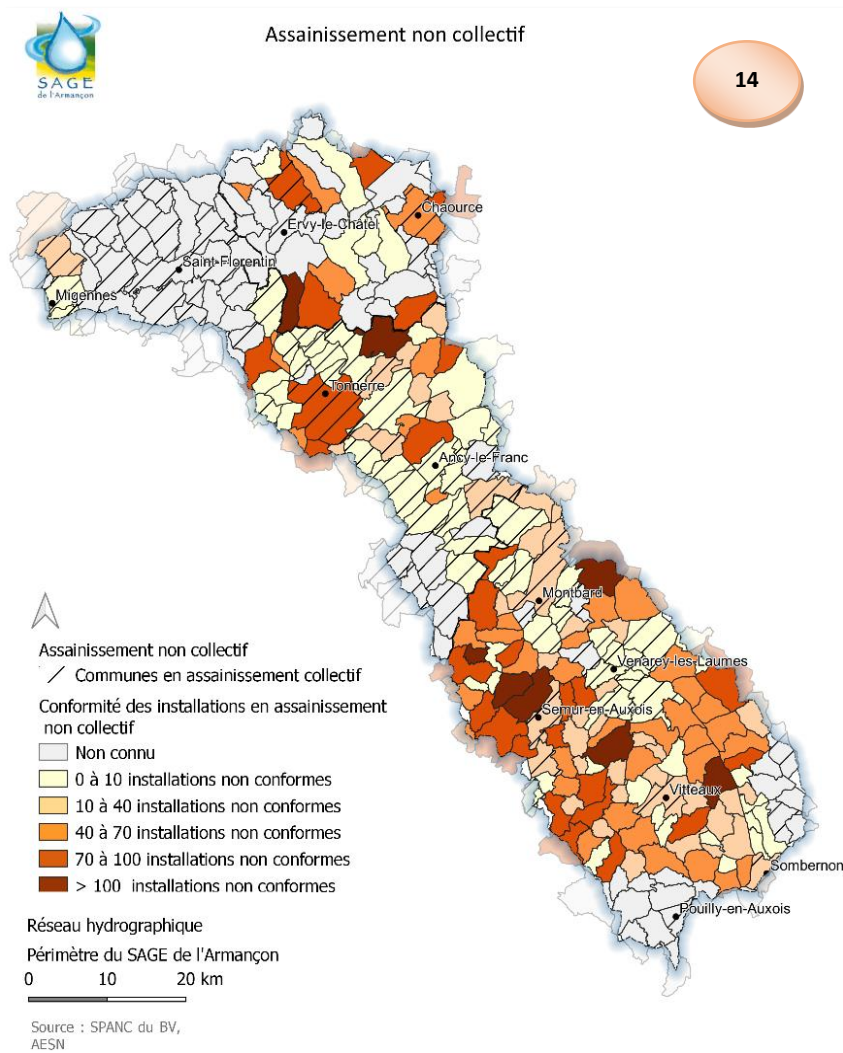 SAGE
de l'Armançon
Assainissement non collectif
14
Chaource
Ervy-le-Châtel
Saint-Florentin
Migennes
Tonnerre
Ancy-le-Franc
Montbard
Venarey-les-Laumes
Semur-en-Auxois
Vitteaux
Sombernon
Pouilly-en-Auxois
Assainissement non collectif
Communes en assainissement collectif
Conformité des installations en assainissement
non collectif
Non connu
0 à 10 installations non conformes
10 à 40 installations non conformes
40 à 70 installations non conformes
70 à 100 installations non conformes
> 100 installations non conformes
Réseau hydrographique
Périmètre du SAGE de l'Armançon
0 10 20 km
Source : SPANC du BV,
AESN